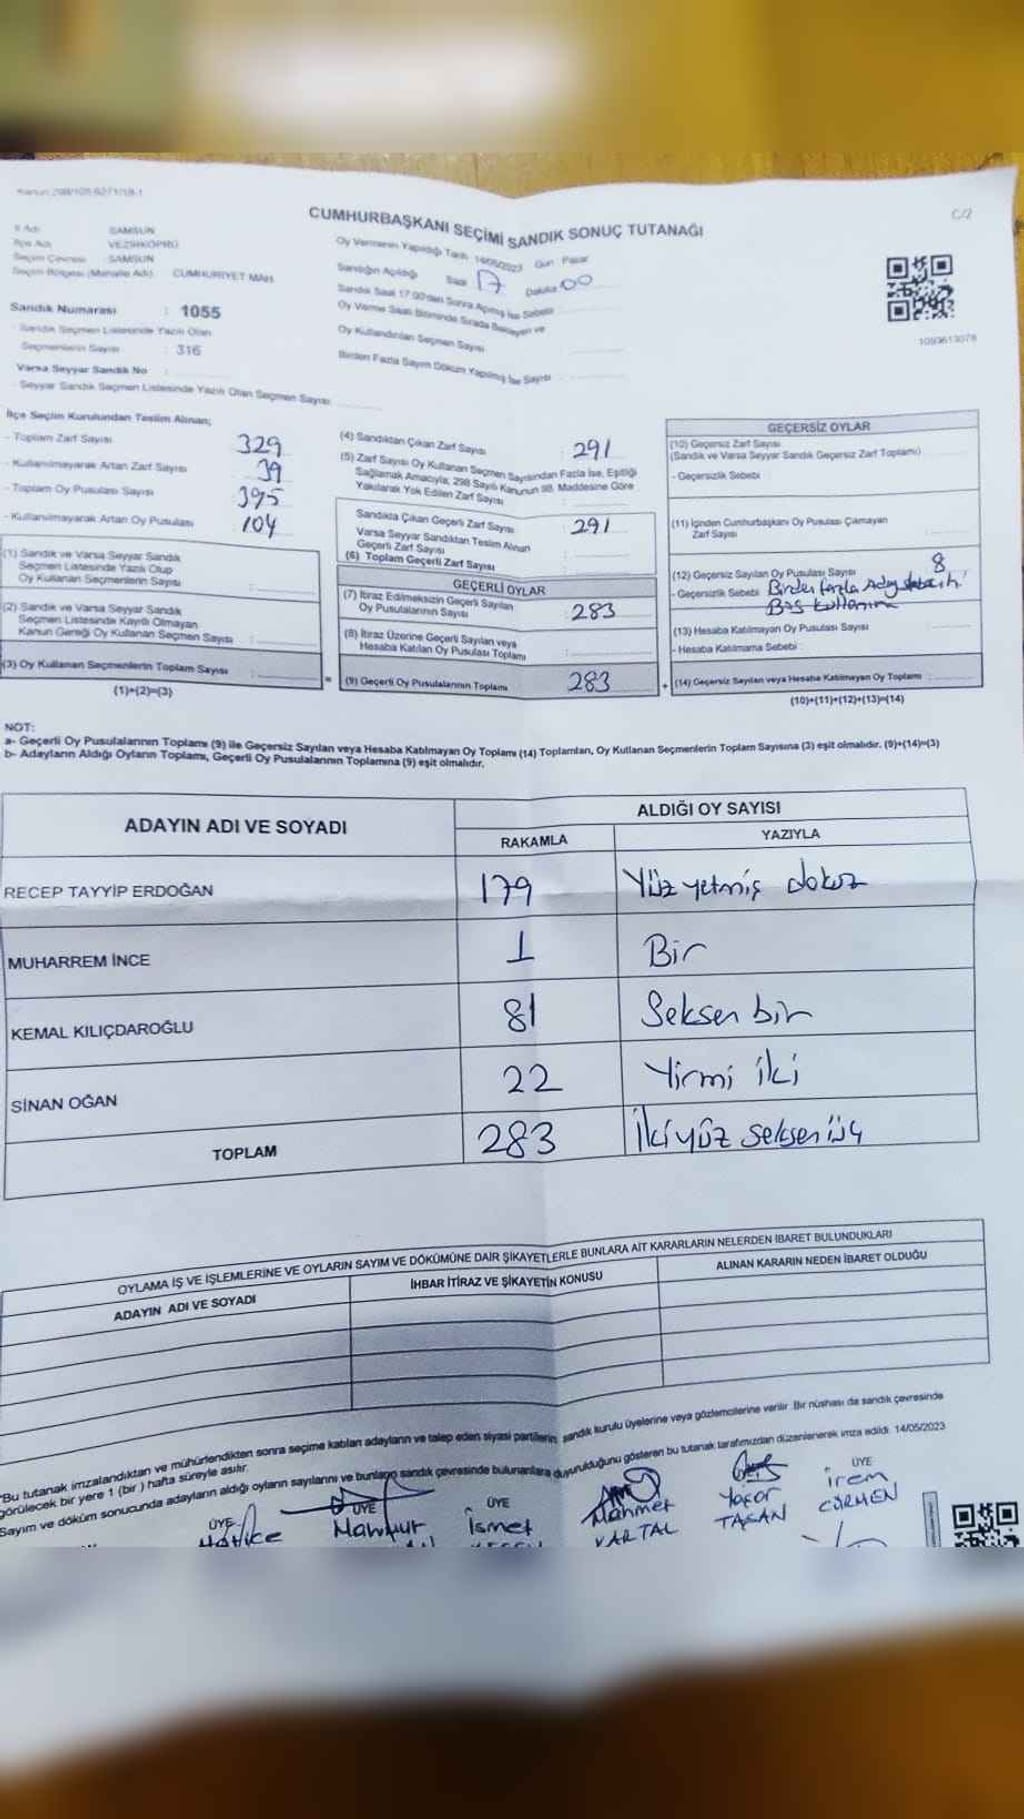 C/2
CUMHURBAŞKANI SEÇİMİ SANDIK SONUÇ TUTANAĞI
İl Adı SAMSUN
İlçe Adı VEZİRKÖPRÜ
Seçim Çevresi SAMSUN
Seçim Bölgesi (Mahalle Adı) CUMHURİYET MAH.
Sandık Numarası : 1055
Sandık Seçmen Listesinde Yazılı Olan
Seçmenlerin Sayısı : 316
Varsa Seyyar Sandık No
Seyyar Sandık Seçmen Listesinde Yazılı Olan Seçmen Sayısı
Oy Vermenin Yapıldığı Tarih 14/05/2023 Gün Pazar
Sandığın Açıldığı Saat 17 Dakika 00
Sandık Saat 17:00'den Sonra Açılmış İse Sebebi
Oy Verme Saati Bitiminde Sırada Bekleyen ve
Oy Kullandırılan Seçmen Sayısı
Birden Fazla Sayım Döküm Yapılmış İse Sayısı
1093613078
İlçe Seçim Kurulundan Teslim Alınan;
- Toplam Zarf Sayısı 329
- Kullanılmayarak Artan Zarf Sayısı 39
- Toplam Oy Pusulası Sayısı 395
- Kullanılmayarak Artan Oy Pusulası 104
(1) Sandık ve Varsa Seyyar Sandık
Seçmen Listesinde Yazılı Olup
Oy Kullanan Seçmenlerin Sayısı :
(2) Sandık ve Varsa Seyyar Sandık
Seçmen Listesinde Kayıtlı Olmayan
Kanun Gereği Oy Kullanan Seçmen Sayısı :
(3) Oy Kullanan Seçmenlerin Toplam Sayısı :
(1)+(2)=(3)
(4) Sandıktan Çıkan Zarf Sayısı : 291
(5) Zarf Sayısı Oy Kullanan Seçmen Sayısından Fazla İse, Eşitliği
Sağlamak Amacıyla; 298 Sayılı Kanunun 98. Maddesine Göre
Yakılarak Yok Edilen Zarf Sayısı
Sandıkta Çıkan Geçerli Zarf Sayısı : 291
Varsa Seyyar Sandıktan Teslim Alınan
Geçerli Zarf Sayısı :
(6) Toplam Geçerli Zarf Sayısı :
=
GEÇERLİ OYLAR
(7) İtiraz Edilmeksizin Geçerli Sayılan
Oy Pusulalarının Sayısı : 283
(8) İtiraz Üzerine Geçerli Sayılan veya
Hesaba Katılan Oy Pusulası Toplamı :
(9) Geçerli Oy Pusulalarının Toplamı 283
+
GEÇERSİZ OYLAR
(10) Geçersiz Zarf Sayısı
(Sandık ve Varsa Seyyar Sandık Geçersiz Zarf Toplamı)
- Geçersizlik Sebebi
(11) İçinden Cumhurbaşkanı Oy Pusulası Çıkmayan
Zarf Sayısı
(12) Geçersiz Sayılan Oy Pusulası Sayısı 8
- Geçersizlik Sebebi Birden fazla Aday
Boş kullanım
(13) Hesaba Katılmayan Oy Pusulası Sayısı
- Hesaba Katılmama Sebebi
(14) Geçersiz Sayılan veya Hesaba Katılmayan Oy Toplamı :
(10)+(11)+(12)+(13)=(14)
NOT:
a- Geçerli Oy Pusulalarının Toplamı (9) ile Geçersiz Sayılan veya Hesaba Katılmayan Oy Toplamı (14) Toplamları, Oy Kullanan Seçmenlerin Toplam Sayısına (3) eşit olmalıdır. (9)+(14)=(3)
b- Adayların Aldığı Oyların Toplamı, Geçerli Oy Pusulalarının Toplamına (9) eşit olmalıdır.
ADAYIN ADI VE SOYADI
ALDIĞI OY SAYISI
RAKAMLA
YAZIYLA
RECEP TAYYİP ERDOĞAN 179 Yüz yetmiş dokuz
MUHARREM İNCE 1 Bir
KEMAL KILIÇDAROĞLU 81 Seksen bir
SİNAN OĞAN 22 Yirmi iki
TOPLAM 283 İkiyüz seksen üç
OYLAMA İŞ VE İŞLEMLERİNE VE OYLARIN SAYIM VE DÖKÜMÜNE DAİR ŞİKAYETLERLE BUNLARA AİT KARARLARIN NELERDEN İBARET BULUNDUKLARI
ADAYIN ADI VE SOYADI
İHBAR İTİRAZ VE ŞİKAYETİN KONUSU
ALINAN KARARIN NEDEN İBARET OLDUĞU
"Bu tutanak imzalandıktan ve mühürlendikten sonra seçime katılan adayların ve talep eden siyasi partilerin, sandık kurulu üyelerine veya gözlemcilerine verilir. Bir nüshası da sandık çevresinde
görülecek bir yere 1 (bir) hafta süreyle asılır.
Sayım ve döküm sonucunda adayların aldığı oyların sayılarını ve bunların sandık çevresinde bulunanlara duyurulduğunu gösteren bu tutanak tarafımızdan düzenlenerek imza edildi. 14/05/2023
ÜYE
Hatice
ÜYE
ÜYE
İsmet
Mahmet
KARTAL
Yaşar
TAŞAN
ÜYE
İrem